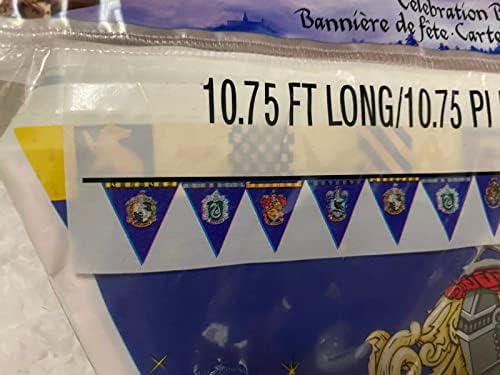 Celebration
Bannière de fête · Carte
10.75 FT LONG/10.75 PI